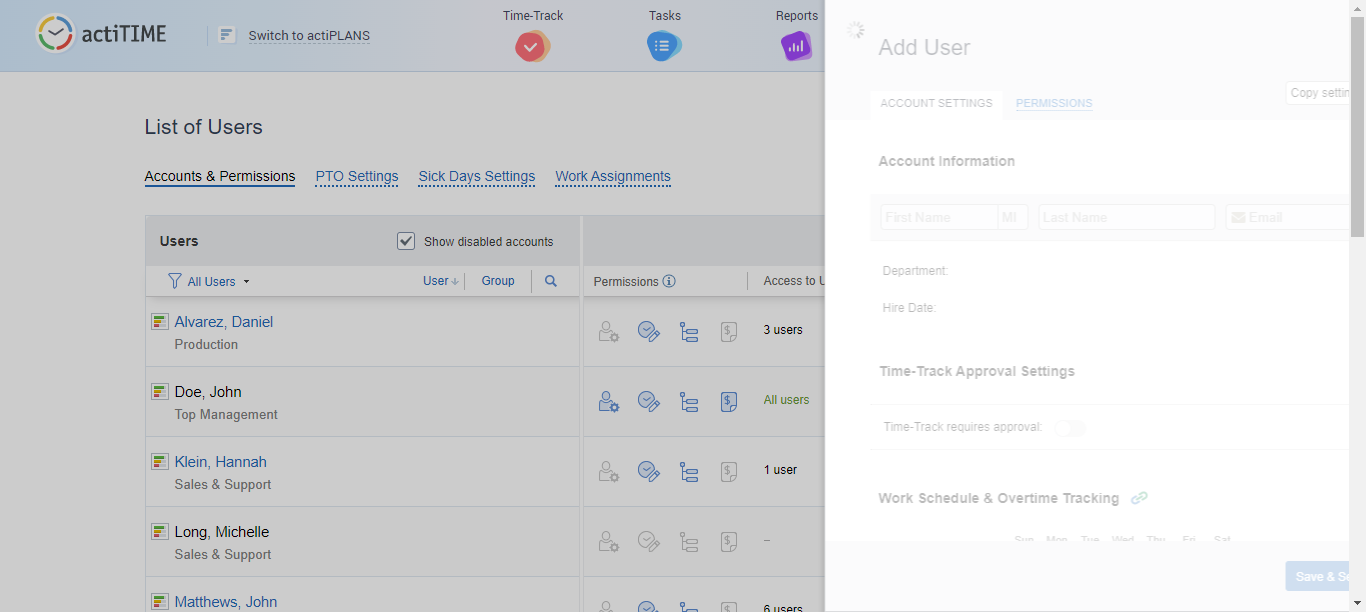 actiTIME
Switch to actiPLANS
Time-Track
Tasks
Reports
List of Users
Accounts & Permissions
PTO Settings
Sick Days Settings
Work Assignments
Users
Show disabled accounts
All Users
User
Group
Permissions
Access to U
Alvarez, Daniel
Production
3 users
Doe, John
Top Management
All users
Klein, Hannah
Sales & Support
1 user
Long, Michelle
Sales & Support
–
Matthews, John
6 users
Add User
ACCOUNT SETTINGS
PERMISSIONS
Copy settin
Account Information
First Name
MI
Last Name
Email
Department:
Hire Date:
Time-Track Approval Settings
Time-Track requires approval:
Work Schedule & Overtime Tracking
Sun Mon Tue Wed Thu Fri Sat
Save & Se